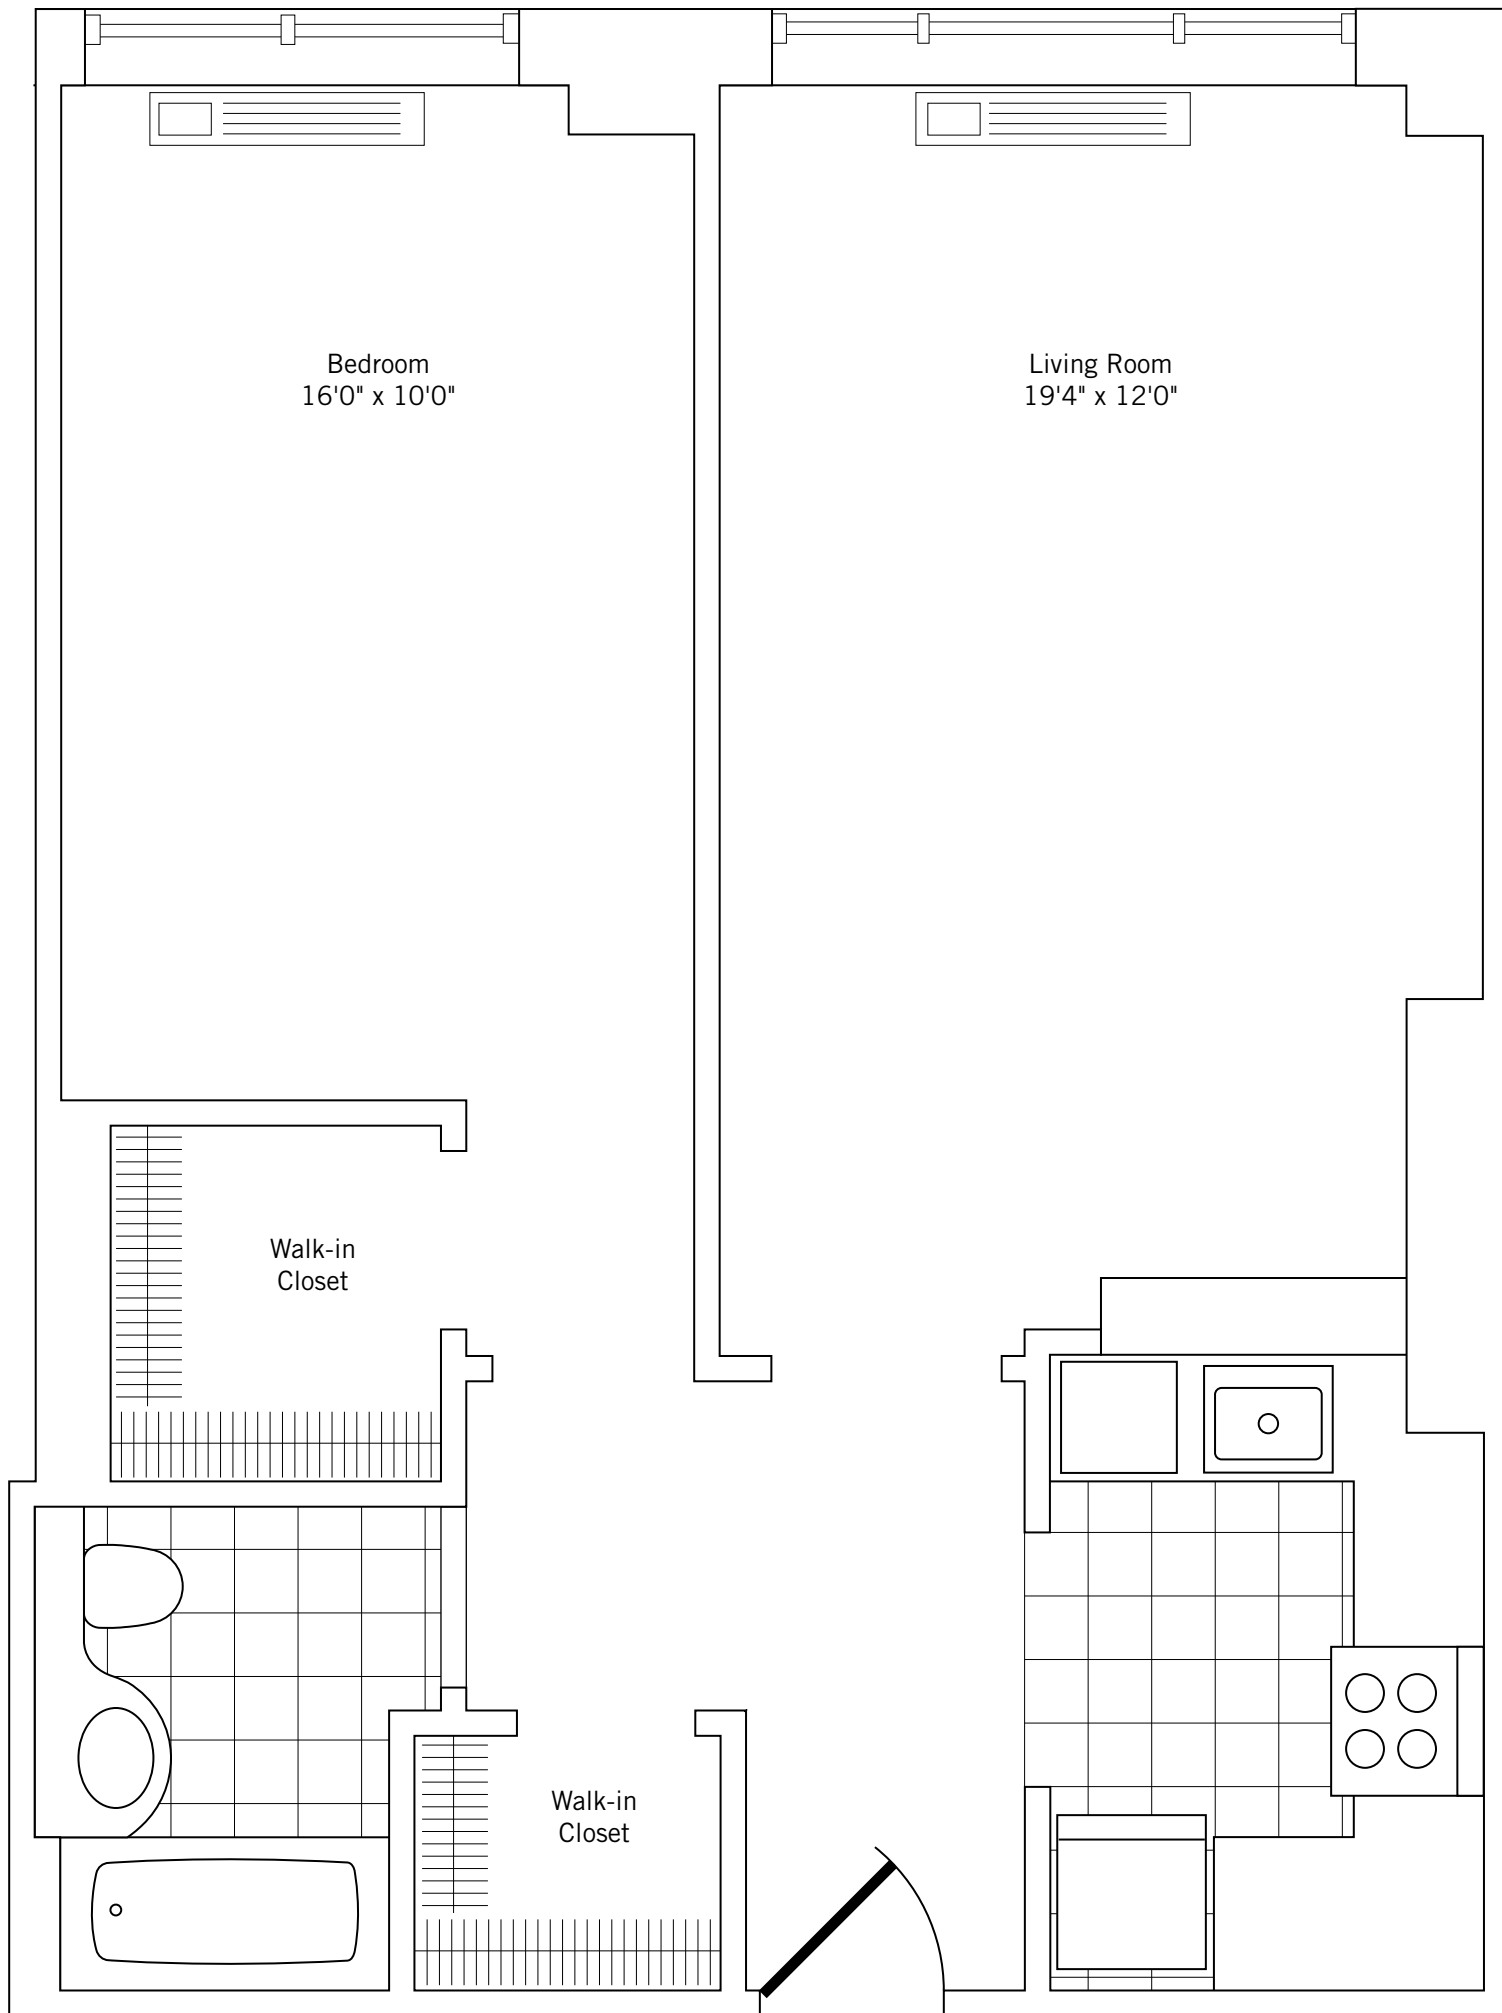 Bedroom
16'0" x 10'0"
Living Room
19'4" x 12'0"
Walk-in
Closet
Walk-in
Closet